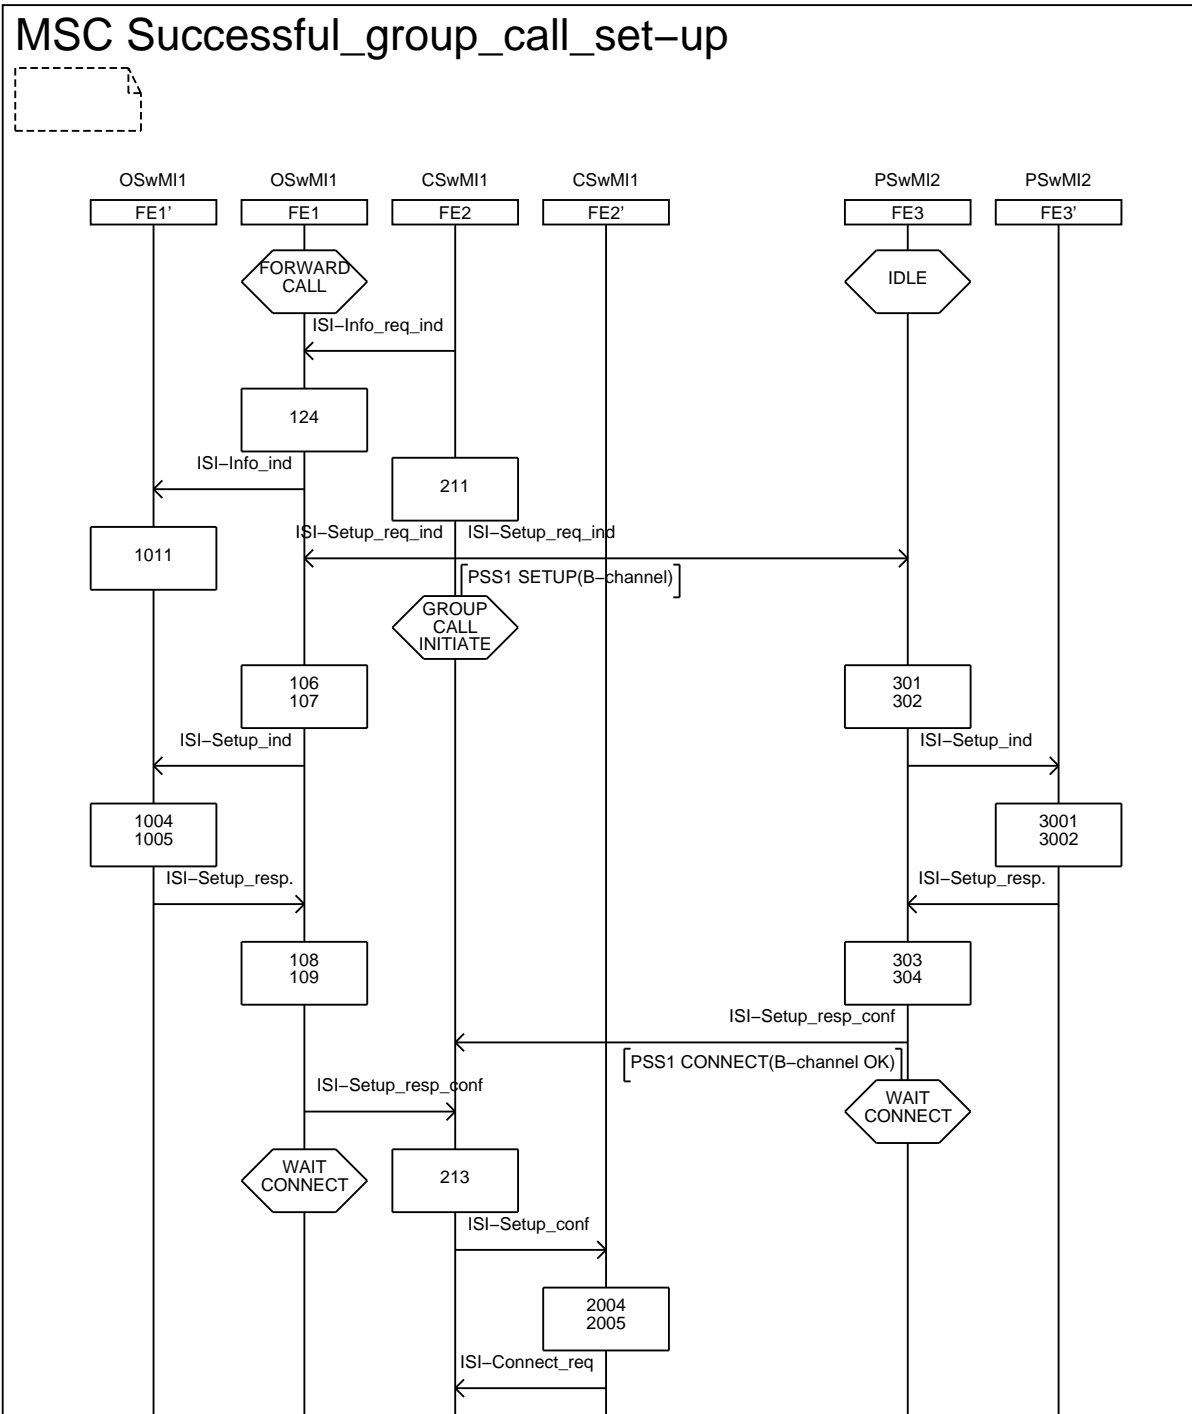 MSC Successful_group_call_set−up
OSwMI1 OSwMI1 CSwMI1 CSwMI1 PSwMI2 PSwMI2
FE1' FE1 FE2 FE2' FE3 FE3'
FORWARD
CALL
IDLE
ISI−Info_req_ind
124
ISI−Info_ind
211
ISI−Setup_req_ind ISI−Setup_req_ind
1011
PSS1 SETUP(B−channel)
GROUP
CALL
INITIATE
106 301
107 302
ISI−Setup_ind ISI−Setup_ind
1004 3001
1005 3002
ISI−Setup_resp. ISI−Setup_resp.
108 303
109 304
ISI−Setup_resp_conf
PSS1 CONNECT(B−channel OK)
ISI−Setup_resp_conf
WAIT
CONNECT
WAIT
CONNECT
213
ISI−Setup_conf
2004
2005
ISI−Connect_req